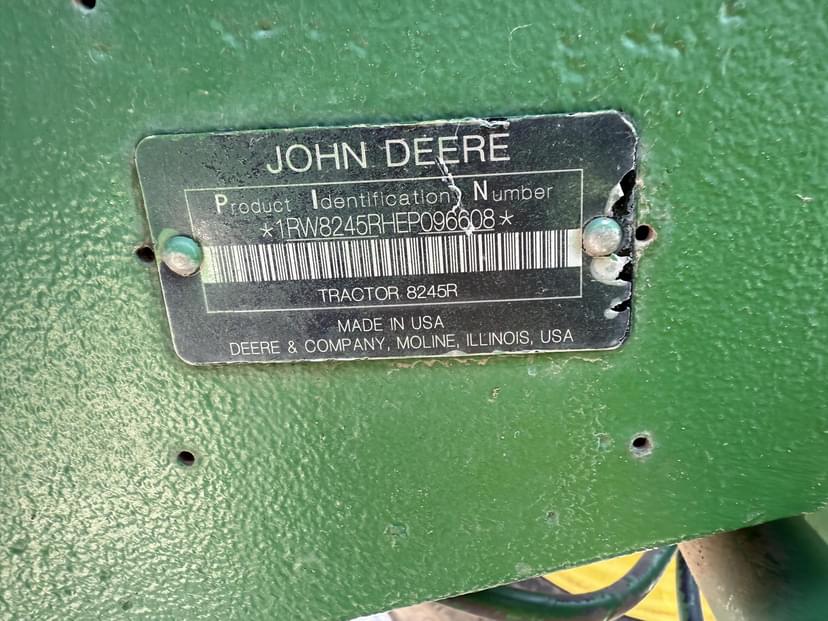 JOHN DEERE
Product Identification Number
*1RW8245RHEP096608*
TRACTOR 8245R
MADE IN USA
DEERE & COMPANY, MOLINE, ILLINOIS, USA